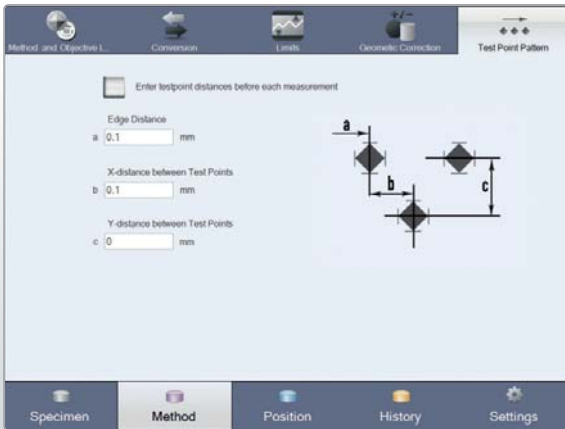 +/-
Method and Objective L...
Conversion
Limits
Geometic Correction
Test Point Pattern
Enter testpoint distances before each measurement
Edge Distance
a 0.1 mm
X-distance between Test Points
b 0.1 mm
Y-distance between Test Points
c 0 mm
a
b
c
Specimen
Method
Position
History
Settings